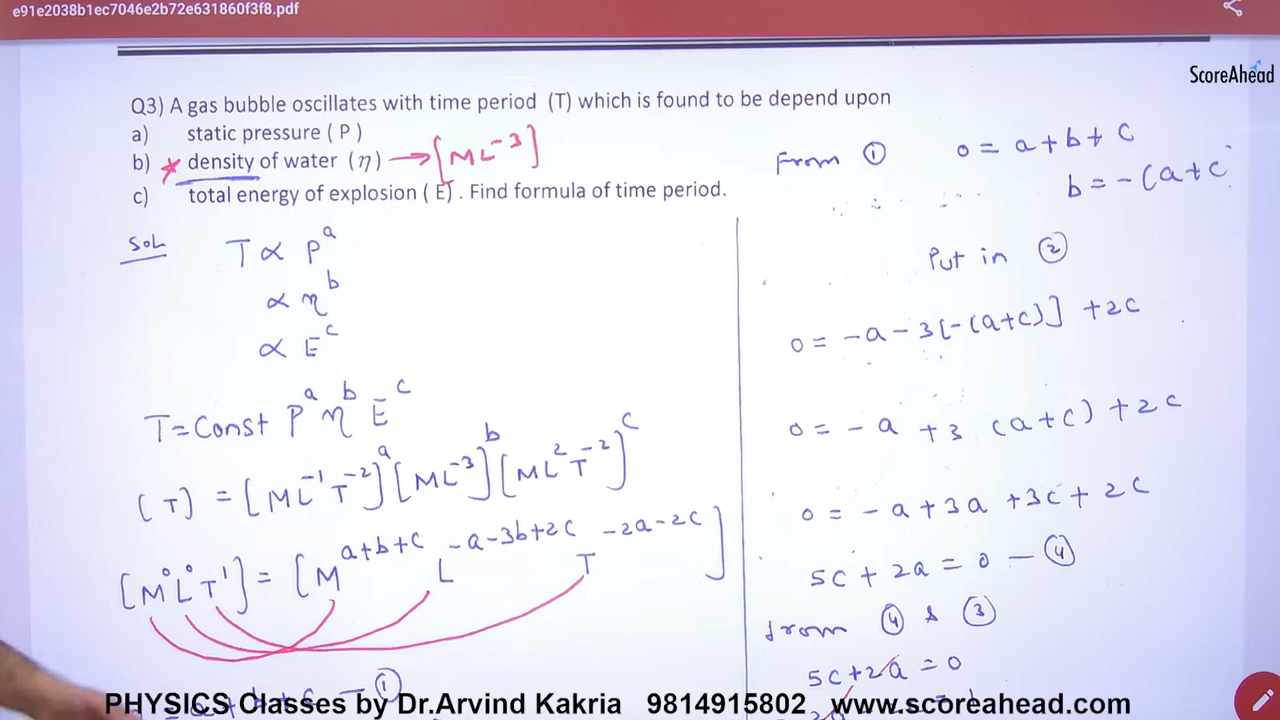 e91e2038b1ec7046e2b72e631860f3f8.pdf
ScoreAhead
Q3) A gas bubble oscillates with time period (T) which is found to be depend upon
a) static pressure ( P )
b) density of water (η) → [ML⁻³]
c) total energy of explosion ( E) . Find formula of time period.
Sol
T ∝ P^a
∝ η^b
∝ E^c
T = Const P^a η^b E^c
(T) = [ML⁻¹T⁻²]^a [ML⁻³]^b [ML²T⁻²]^c
[M⁰L⁰T¹] = [M^a+b+c L^-a-3b+2c T^-2a-2c]
— ①
From ① 0 = a+b+c
b = -(a+c
Put in ②
0 = -a - 3[-(a+c)] + 2c
0 = -a + 3 (a+c) + 2c
0 = -a + 3a + 3c + 2c
5c + 2a = 0 — ④
from ④ & ③
5c + 2a = 0
PHYSICS Classes by Dr.Arvind Kakria 9814915802 www.scoreahead.com